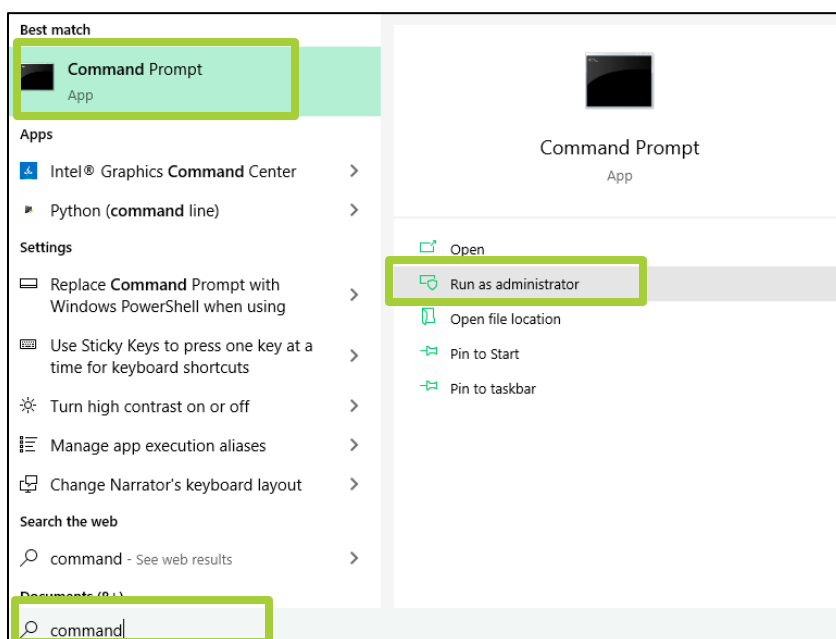 Best match
Command Prompt
App
Apps
Intel® Graphics Command Center
Python (command line)
Settings
Replace Command Prompt with
Windows PowerShell when using
Use Sticky Keys to press one key at a
time for keyboard shortcuts
Turn high contrast on or off
Manage app execution aliases
Change Narrator's keyboard layout
Search the web
command - See web results
Documents (8+)
command
Command Prompt
App
Open
Run as administrator
Open file location
Pin to Start
Pin to taskbar